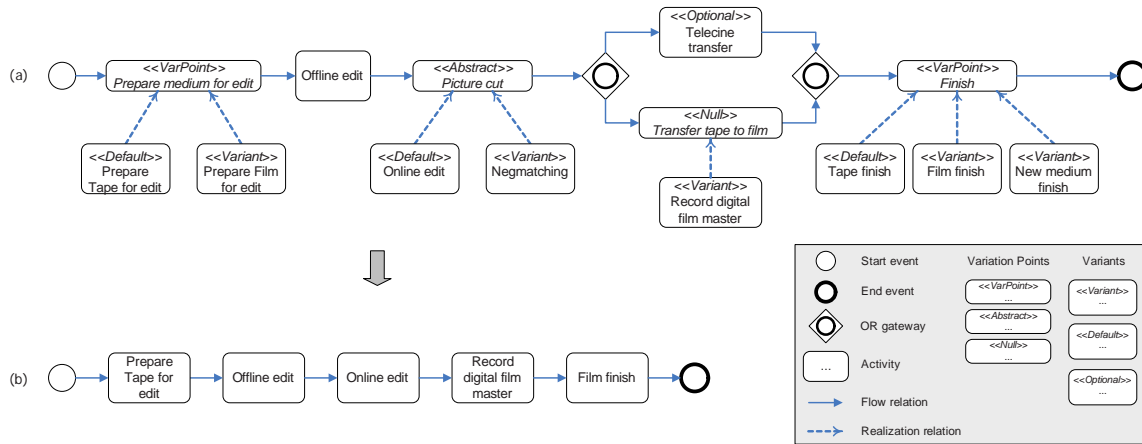 (a)
<<VarPoint>>
Prepare medium for edit
Offline edit
<<Abstract>>
Picture cut
<<Optional>>
Telecine
transfer
<<Null>>
Transfer tape to film
<<VarPoint>>
Finish
<<Default>>
Prepare
Tape for edit
<<Variant>>
Prepare Film
for edit
<<Default>>
Online edit
<<Variant>>
Negmatching
<<Variant>>
Record digital
film master
<<Default>>
Tape finish
<<Variant>>
Film finish
<<Variant>>
New medium
finish
(b)
Prepare
Tape for
edit
Offline edit
Online edit
Record
digital film
master
Film finish
Start event
End event
OR gateway
...
Activity
Flow relation
Realization relation
Variation Points
<<VarPoint>>
...
<<Abstract>>
...
<<Null>>
...
Variants
<<Variant>>
...
<<Default>>
...
<<Optional>>
...